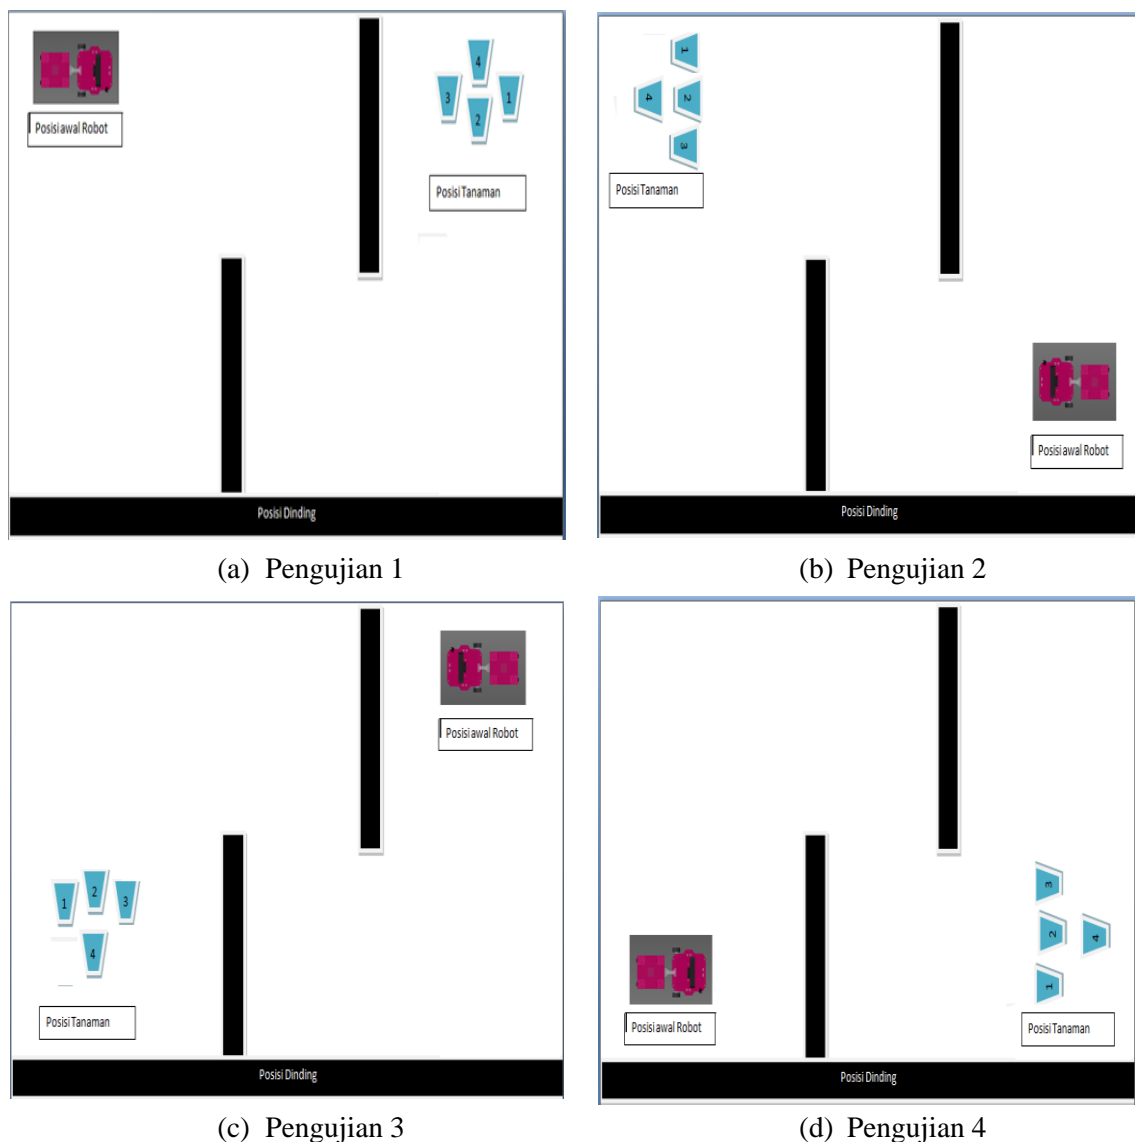 4
3
1
2
Posisi awal Robot
Posisi Tanaman
Posisi Dinding
(a) Pengujian 1
1
4
2
3
Posisi Tanaman
Posisi awal Robot
Posisi Dinding
(b) Pengujian 2
Posisi awal Robot
1
2
3
4
Posisi Tanaman
Posisi Dinding
(c) Pengujian 3
3
2
4
1
Posisi awal Robot
Posisi Tanaman
Posisi Dinding
(d) Pengujian 4